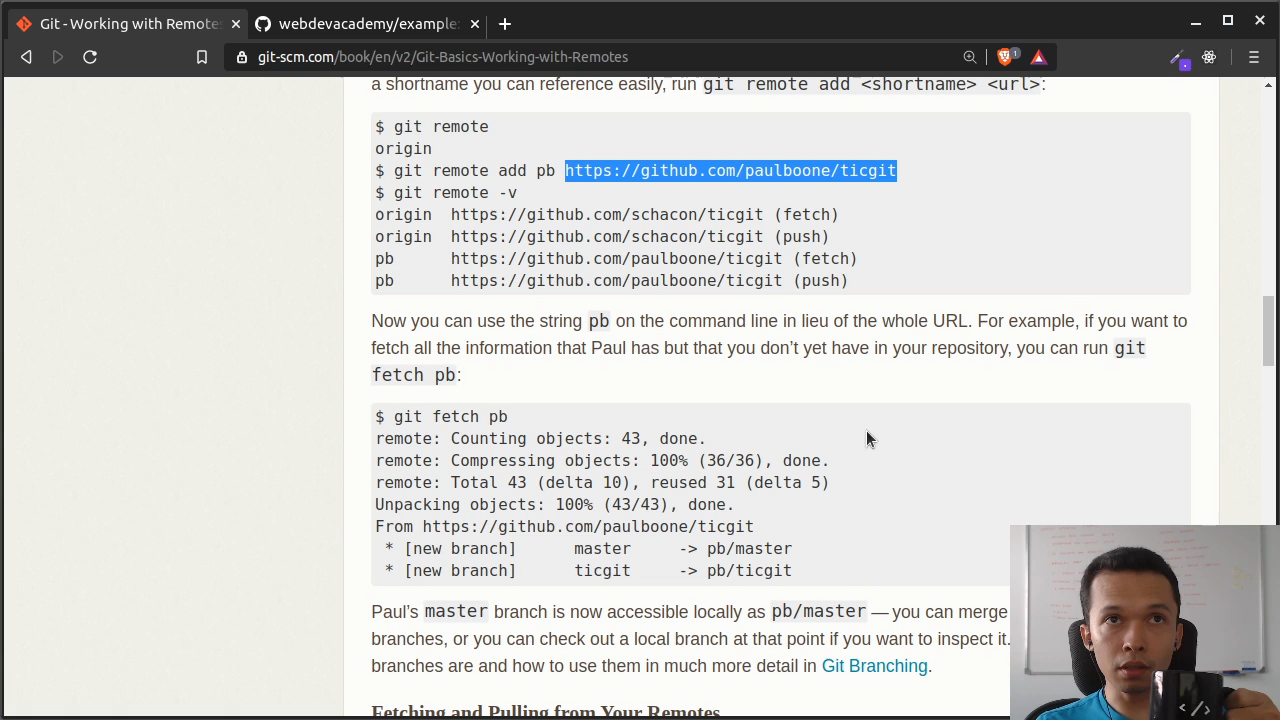 Git - Working with Remotes
webdevacademy/example
git-scm.com/book/en/v2/Git-Basics-Working-with-Remotes
1
a shortname you can reference easily, run git remote add <shortname> <url>:
$ git remote
origin
$ git remote add pb https://github.com/paulboone/ticgit
$ git remote -v
origin  https://github.com/schacon/ticgit (fetch)
origin  https://github.com/schacon/ticgit (push)
pb      https://github.com/paulboone/ticgit (fetch)
pb      https://github.com/paulboone/ticgit (push)
Now you can use the string pb on the command line in lieu of the whole URL. For example, if you want to
fetch all the information that Paul has but that you don’t yet have in your repository, you can run git
fetch pb:
$ git fetch pb
remote: Counting objects: 43, done.
remote: Compressing objects: 100% (36/36), done.
remote: Total 43 (delta 10), reused 31 (delta 5)
Unpacking objects: 100% (43/43), done.
From https://github.com/paulboone/ticgit
 * [new branch]      master     -> pb/master
 * [new branch]      ticgit     -> pb/ticgit
Paul’s master branch is now accessible locally as pb/master — you can merge
branches, or you can check out a local branch at that point if you want to inspect it.
branches are and how to use them in much more detail in Git Branching.
Fetching and Pulling from Your Remotes
</>